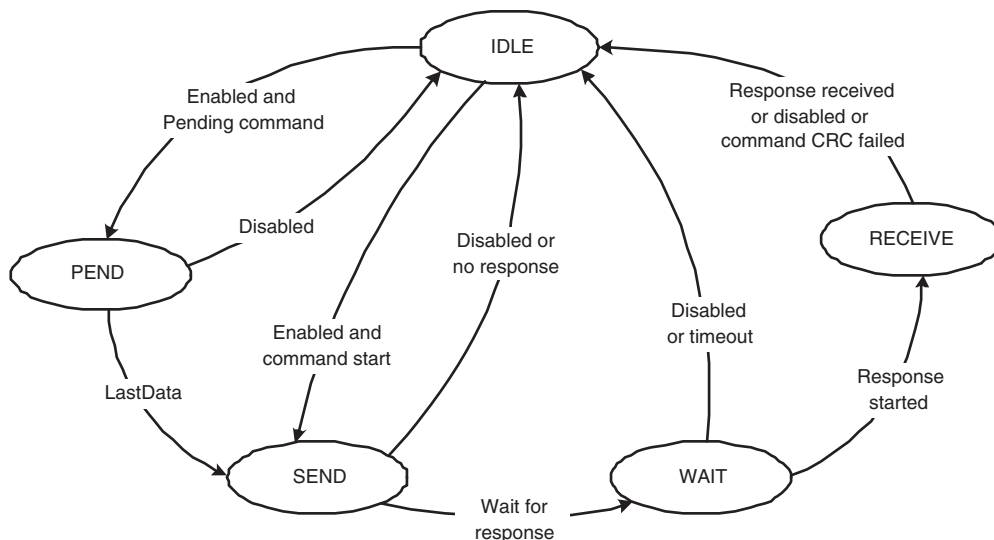 IDLE
Enabled and
Pending command
Response received
or disabled or
command CRC failed
Disabled
Disabled or
no response
RECEIVE
PEND
Enabled and
command start
Disabled
or timeout
LastData
Response
started
SEND
WAIT
Wait for
response